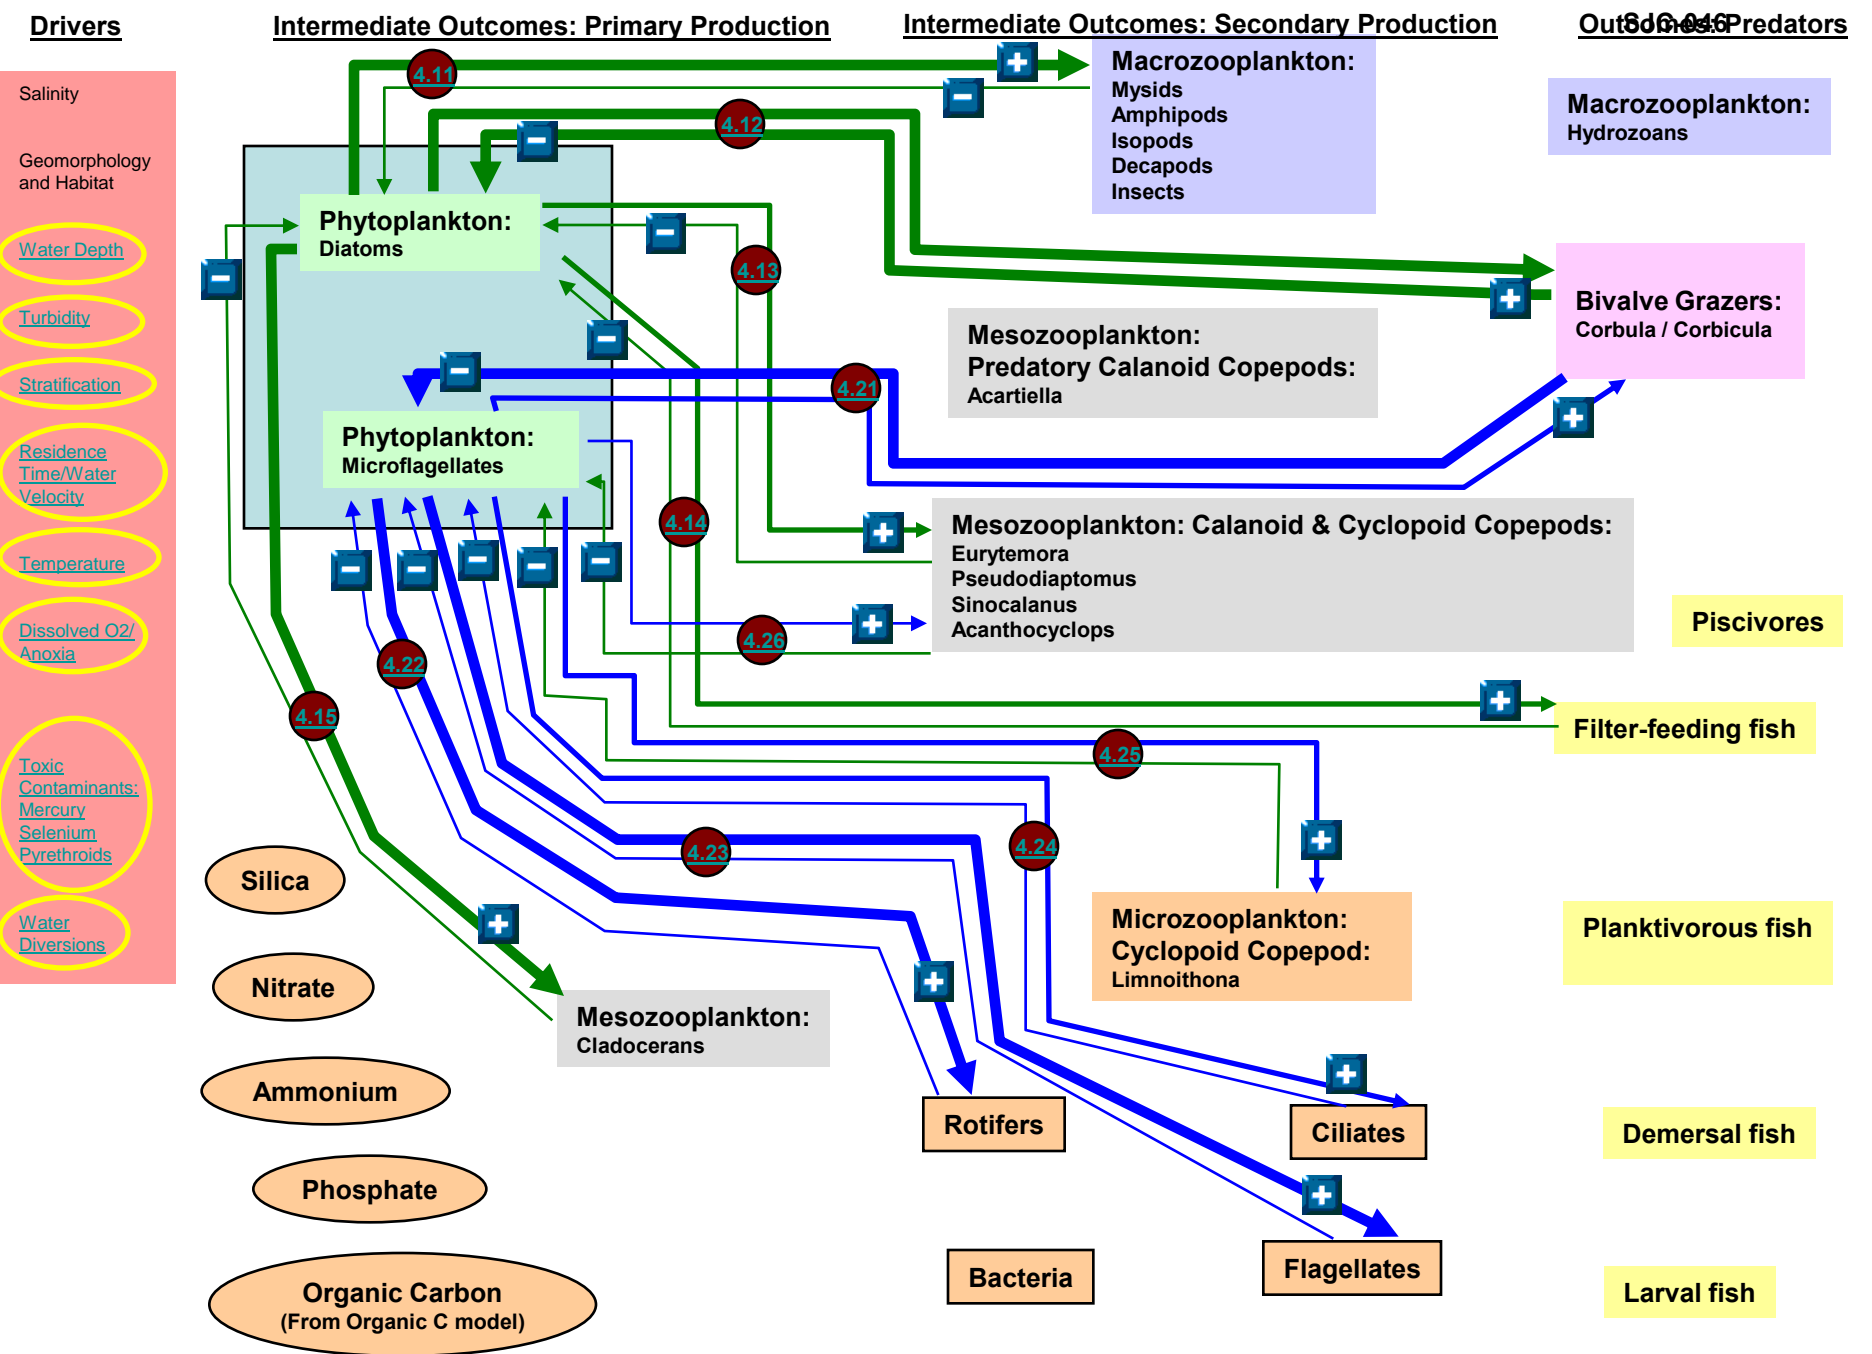 Drivers
Intermediate Outcomes: Primary Production
Intermediate Outcomes: Secondary Production
Outcomes: Predators
SJC-046
Salinity
Geomorphology
and Habitat
Water Depth
Turbidity
Stratification
Residence
Time/Water
Velocity
Temperature
Dissolved O2/
Anoxia
Toxic
Contaminants:
Mercury
Selenium
Pyrethroids
Water
Diversions
4.11
4.12
4.13
4.21
4.14
4.26
4.22
4.15
4.25
4.23
4.24
Phytoplankton:
Diatoms
Phytoplankton:
Microflagellates
Silica
Nitrate
Ammonium
Phosphate
Organic Carbon
(From Organic C model)
Macrozooplankton:
Mysids
Amphipods
Isopods
Decapods
Insects
Mesozooplankton:
Predatory Calanoid Copepods:
Acartiella
Mesozooplankton: Calanoid & Cyclopoid Copepods:
Eurytemora
Pseudodiaptomus
Sinocalanus
Acanthocyclops
Microzooplankton:
Cyclopoid Copepod:
Limnoithona
Mesozooplankton:
Cladocerans
Rotifers
Ciliates
Bacteria
Flagellates
Macrozooplankton:
Hydrozoans
Bivalve Grazers:
Corbula / Corbicula
Piscivores
Filter-feeding fish
Planktivorous fish
Demersal fish
Larval fish